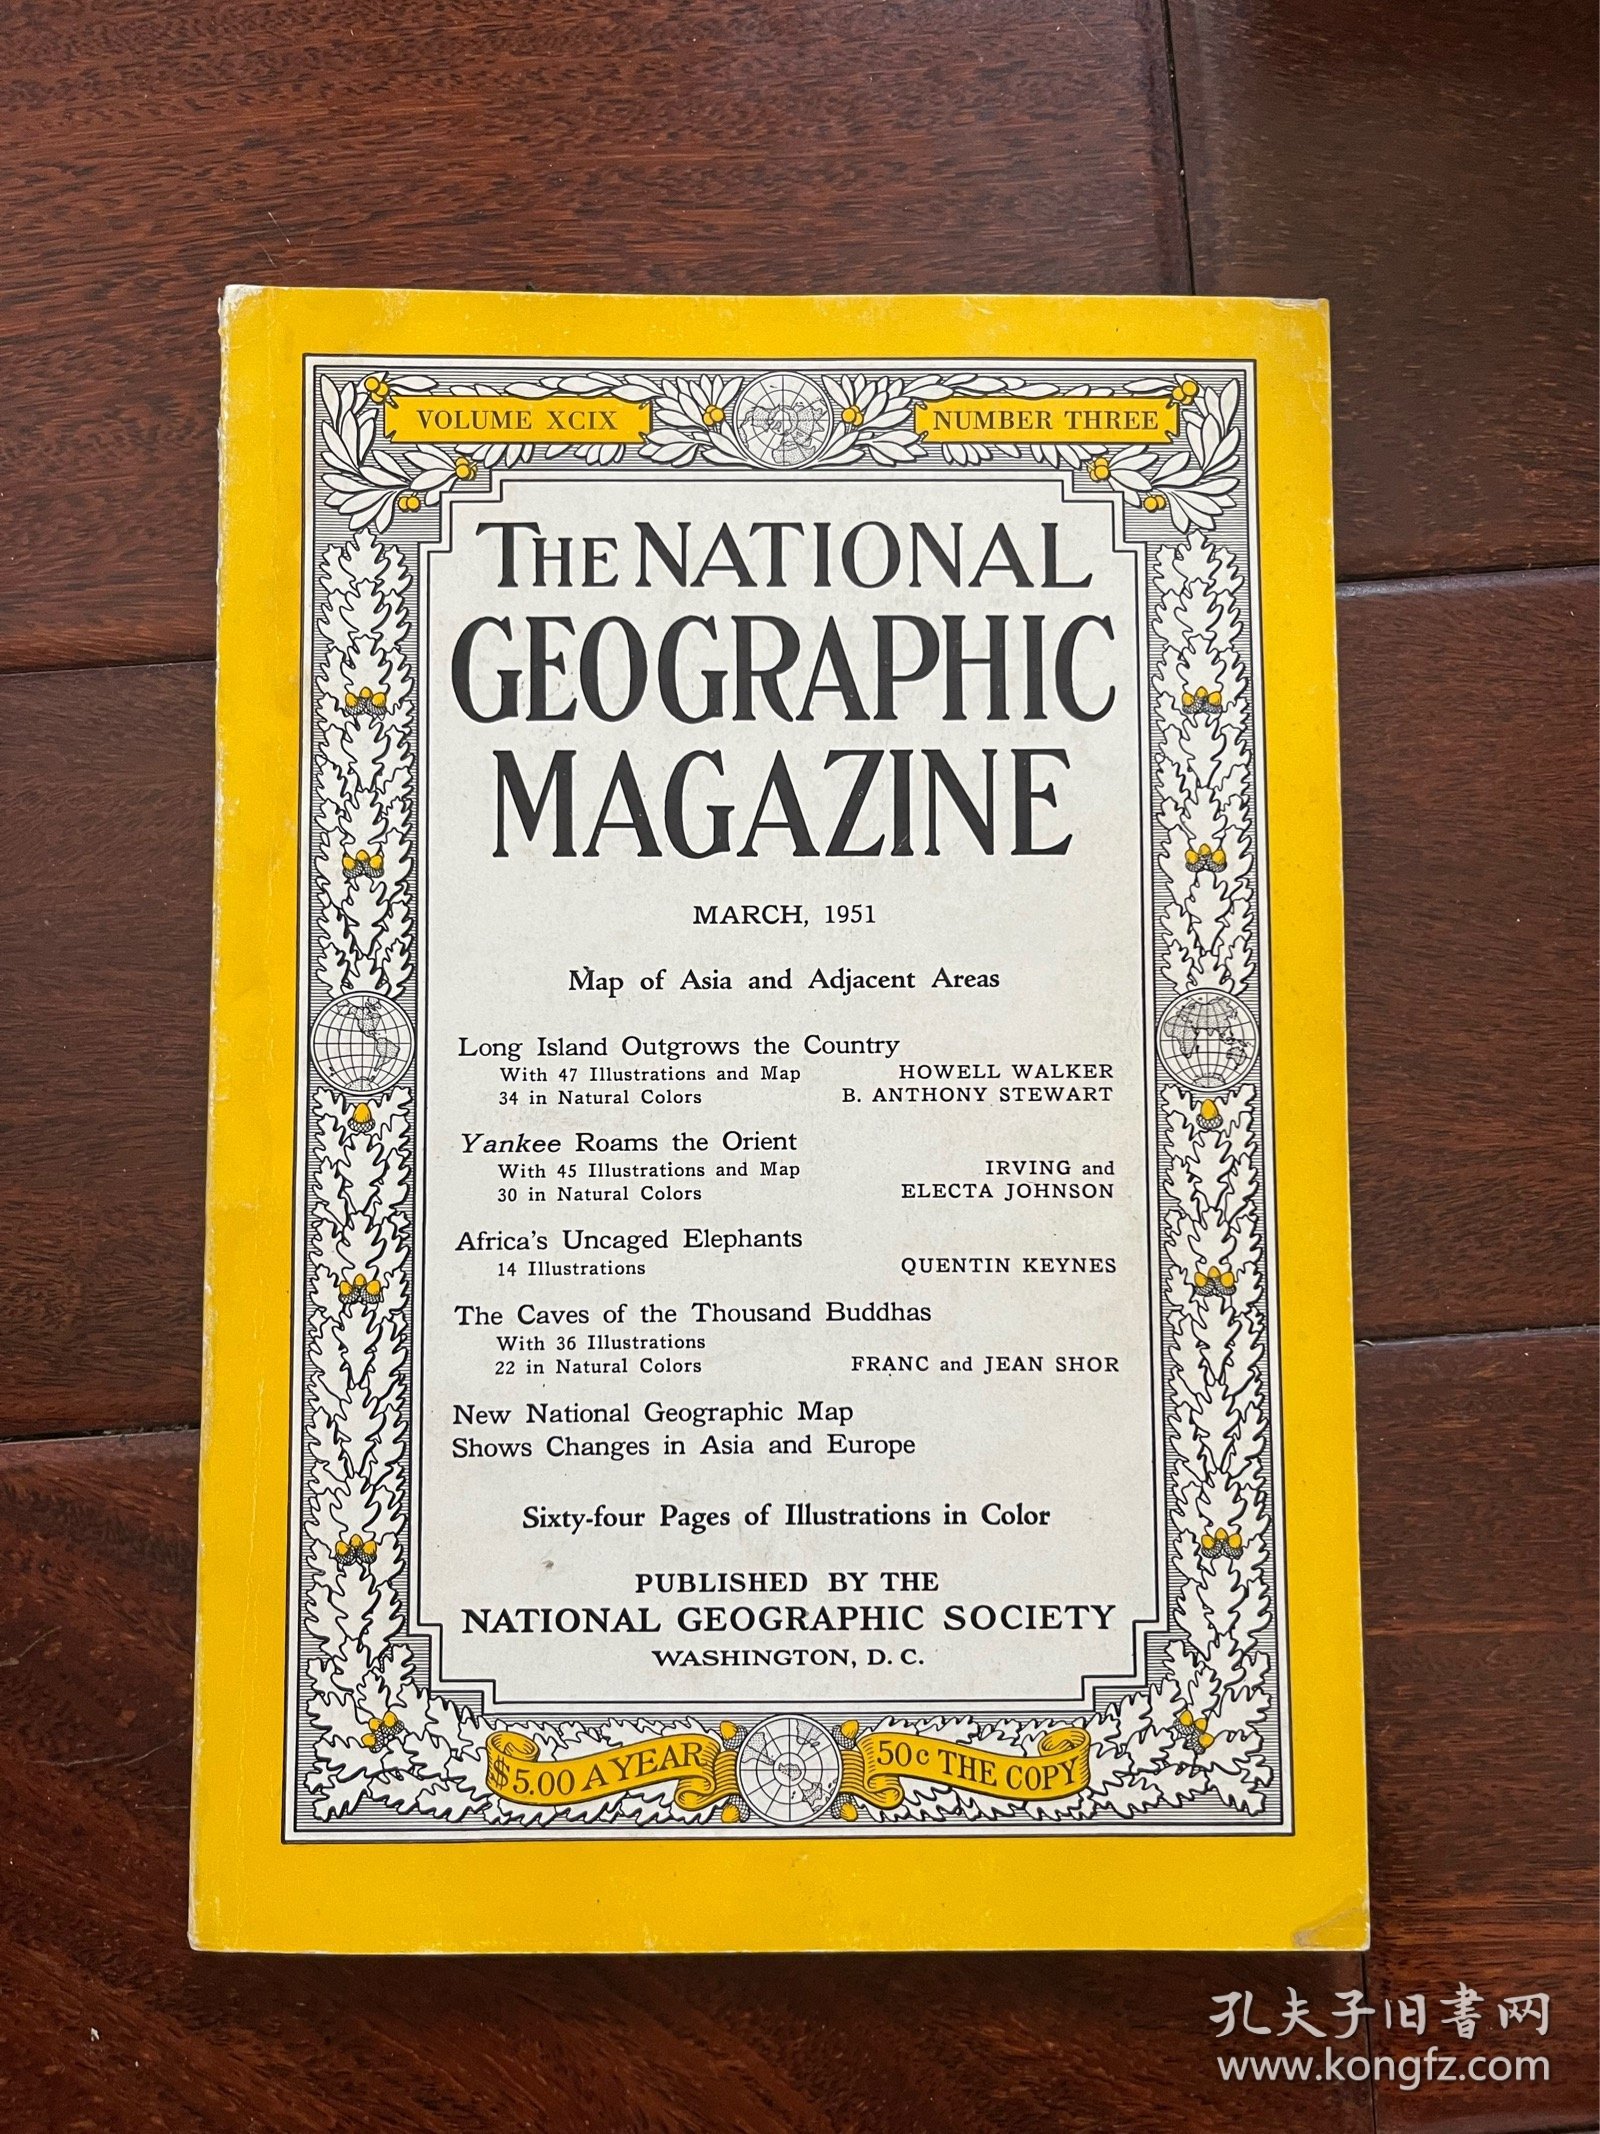 VOLUME XCIX
NUMBER THREE
THE NATIONAL
GEOGRAPHIC
MAGAZINE
MARCH, 1951
Map of Asia and Adjacent Areas
Long Island Outgrows the Country
With 47 Illustrations and Map HOWELL WALKER
34 in Natural Colors B. ANTHONY STEWART
Yankee Roams the Orient
With 45 Illustrations and Map IRVING and
30 in Natural Colors ELECTA JOHNSON
Africa's Uncaged Elephants
14 Illustrations QUENTIN KEYNES
The Caves of the Thousand Buddhas
With 36 Illustrations
22 in Natural Colors FRANC and JEAN SHOR
New National Geographic Map
Shows Changes in Asia and Europe
Sixty-four Pages of Illustrations in Color
PUBLISHED BY THE
NATIONAL GEOGRAPHIC SOCIETY
WASHINGTON, D. C.
$5.00 A YEAR
50c THE COPY
孔夫子旧书网
www.kongfz.com